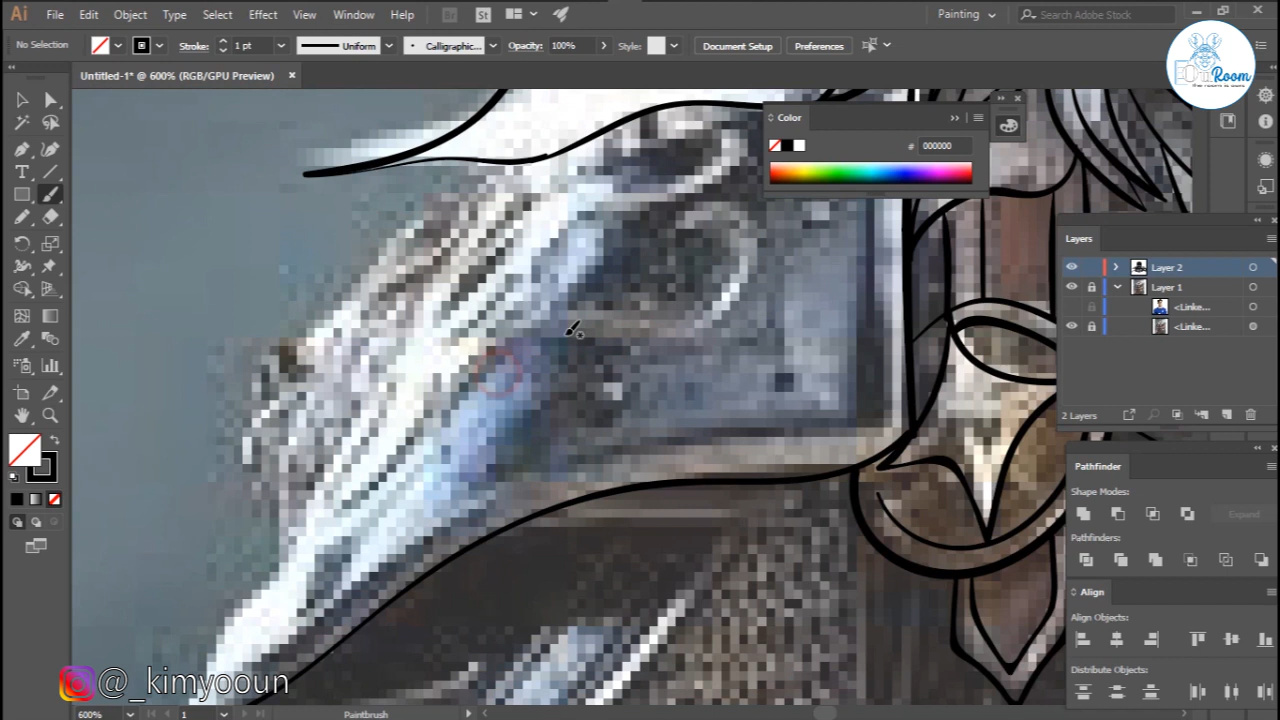 Ai File Edit Object Type Select Effect View Window Help Br St Painting Search Adobe Stock
No Selection Stroke: 1 pt Uniform Calligraphic... Opacity: 100% Style: Document Setup Preferences
Room
Untitled-1* @ 600% (RGB/GPU Preview)
Color
# 000000
Layers
Layer 2
Layer 1
<Linke...
<Linke...
2 Layers
Pathfinder
Shape Modes:
Expand
Pathfinders:
Align
Align Objects:
Distribute Objects:
@_kimyooun
600% 1 Paintbrush